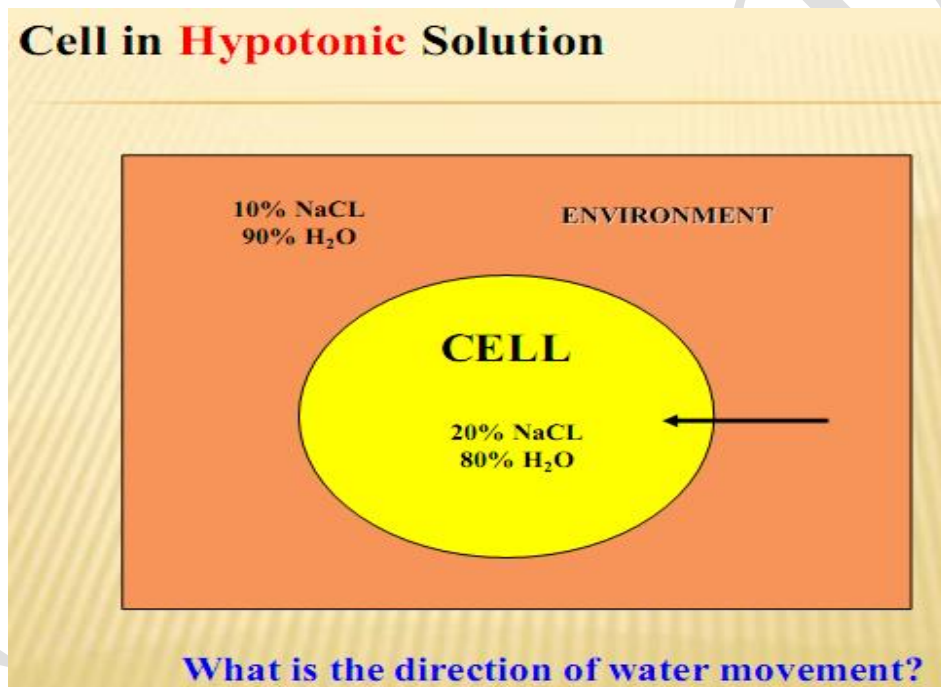 Cell in Hypotonic Solution
10% NaCL
90% H₂O
ENVIRONMENT
CELL
20% NaCL
80% H₂O
What is the direction of water movement?